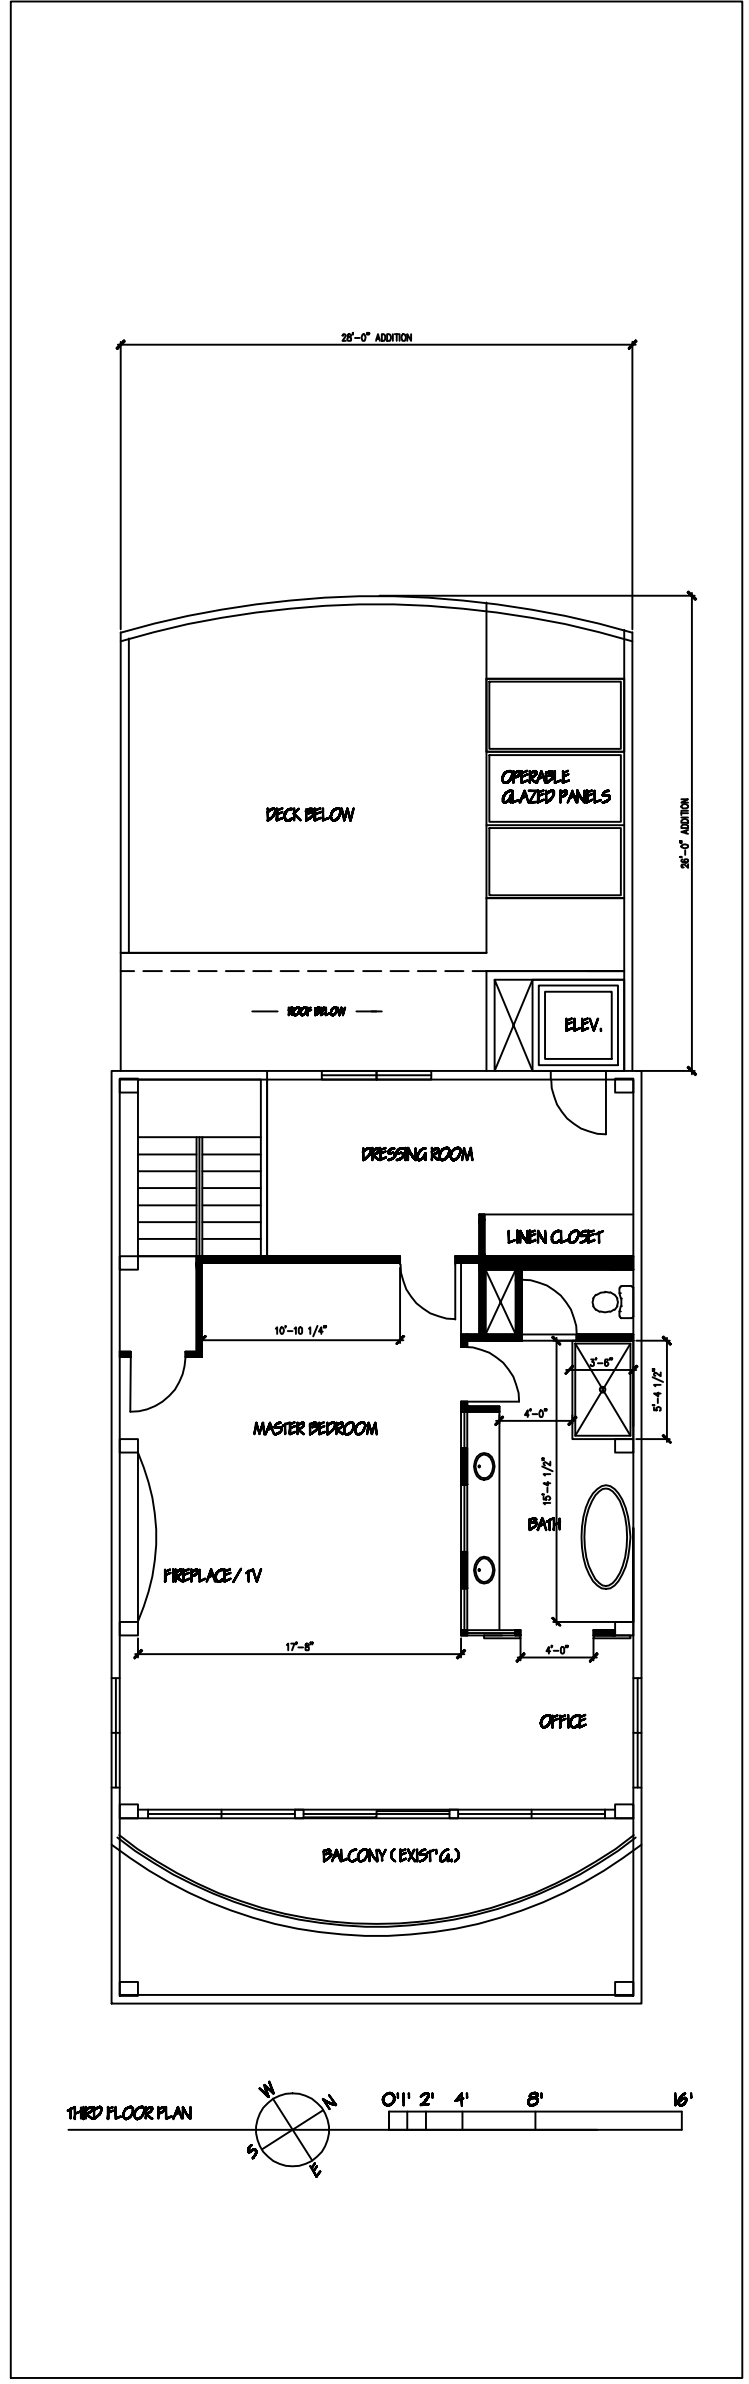 28'-0" ADDITION
OPERABLE
GLAZED PANELS
DECK BELOW
26'-0" ADDITION
ROOF BELOW
ELEV.
DRESSING ROOM
LINEN CLOSET
10'-10 1/4"
3'-6"
5'-4 1/2"
4'-0"
MASTER BEDROOM
15'-4 1/2"
BATH
FIREPLACE/ TV
17'-8"
4'-0"
OFFICE
BALCONY ( EXIST'G.)
THIRD FLOOR PLAN
W
N
S
E
0' 1' 2' 4' 8' 16'